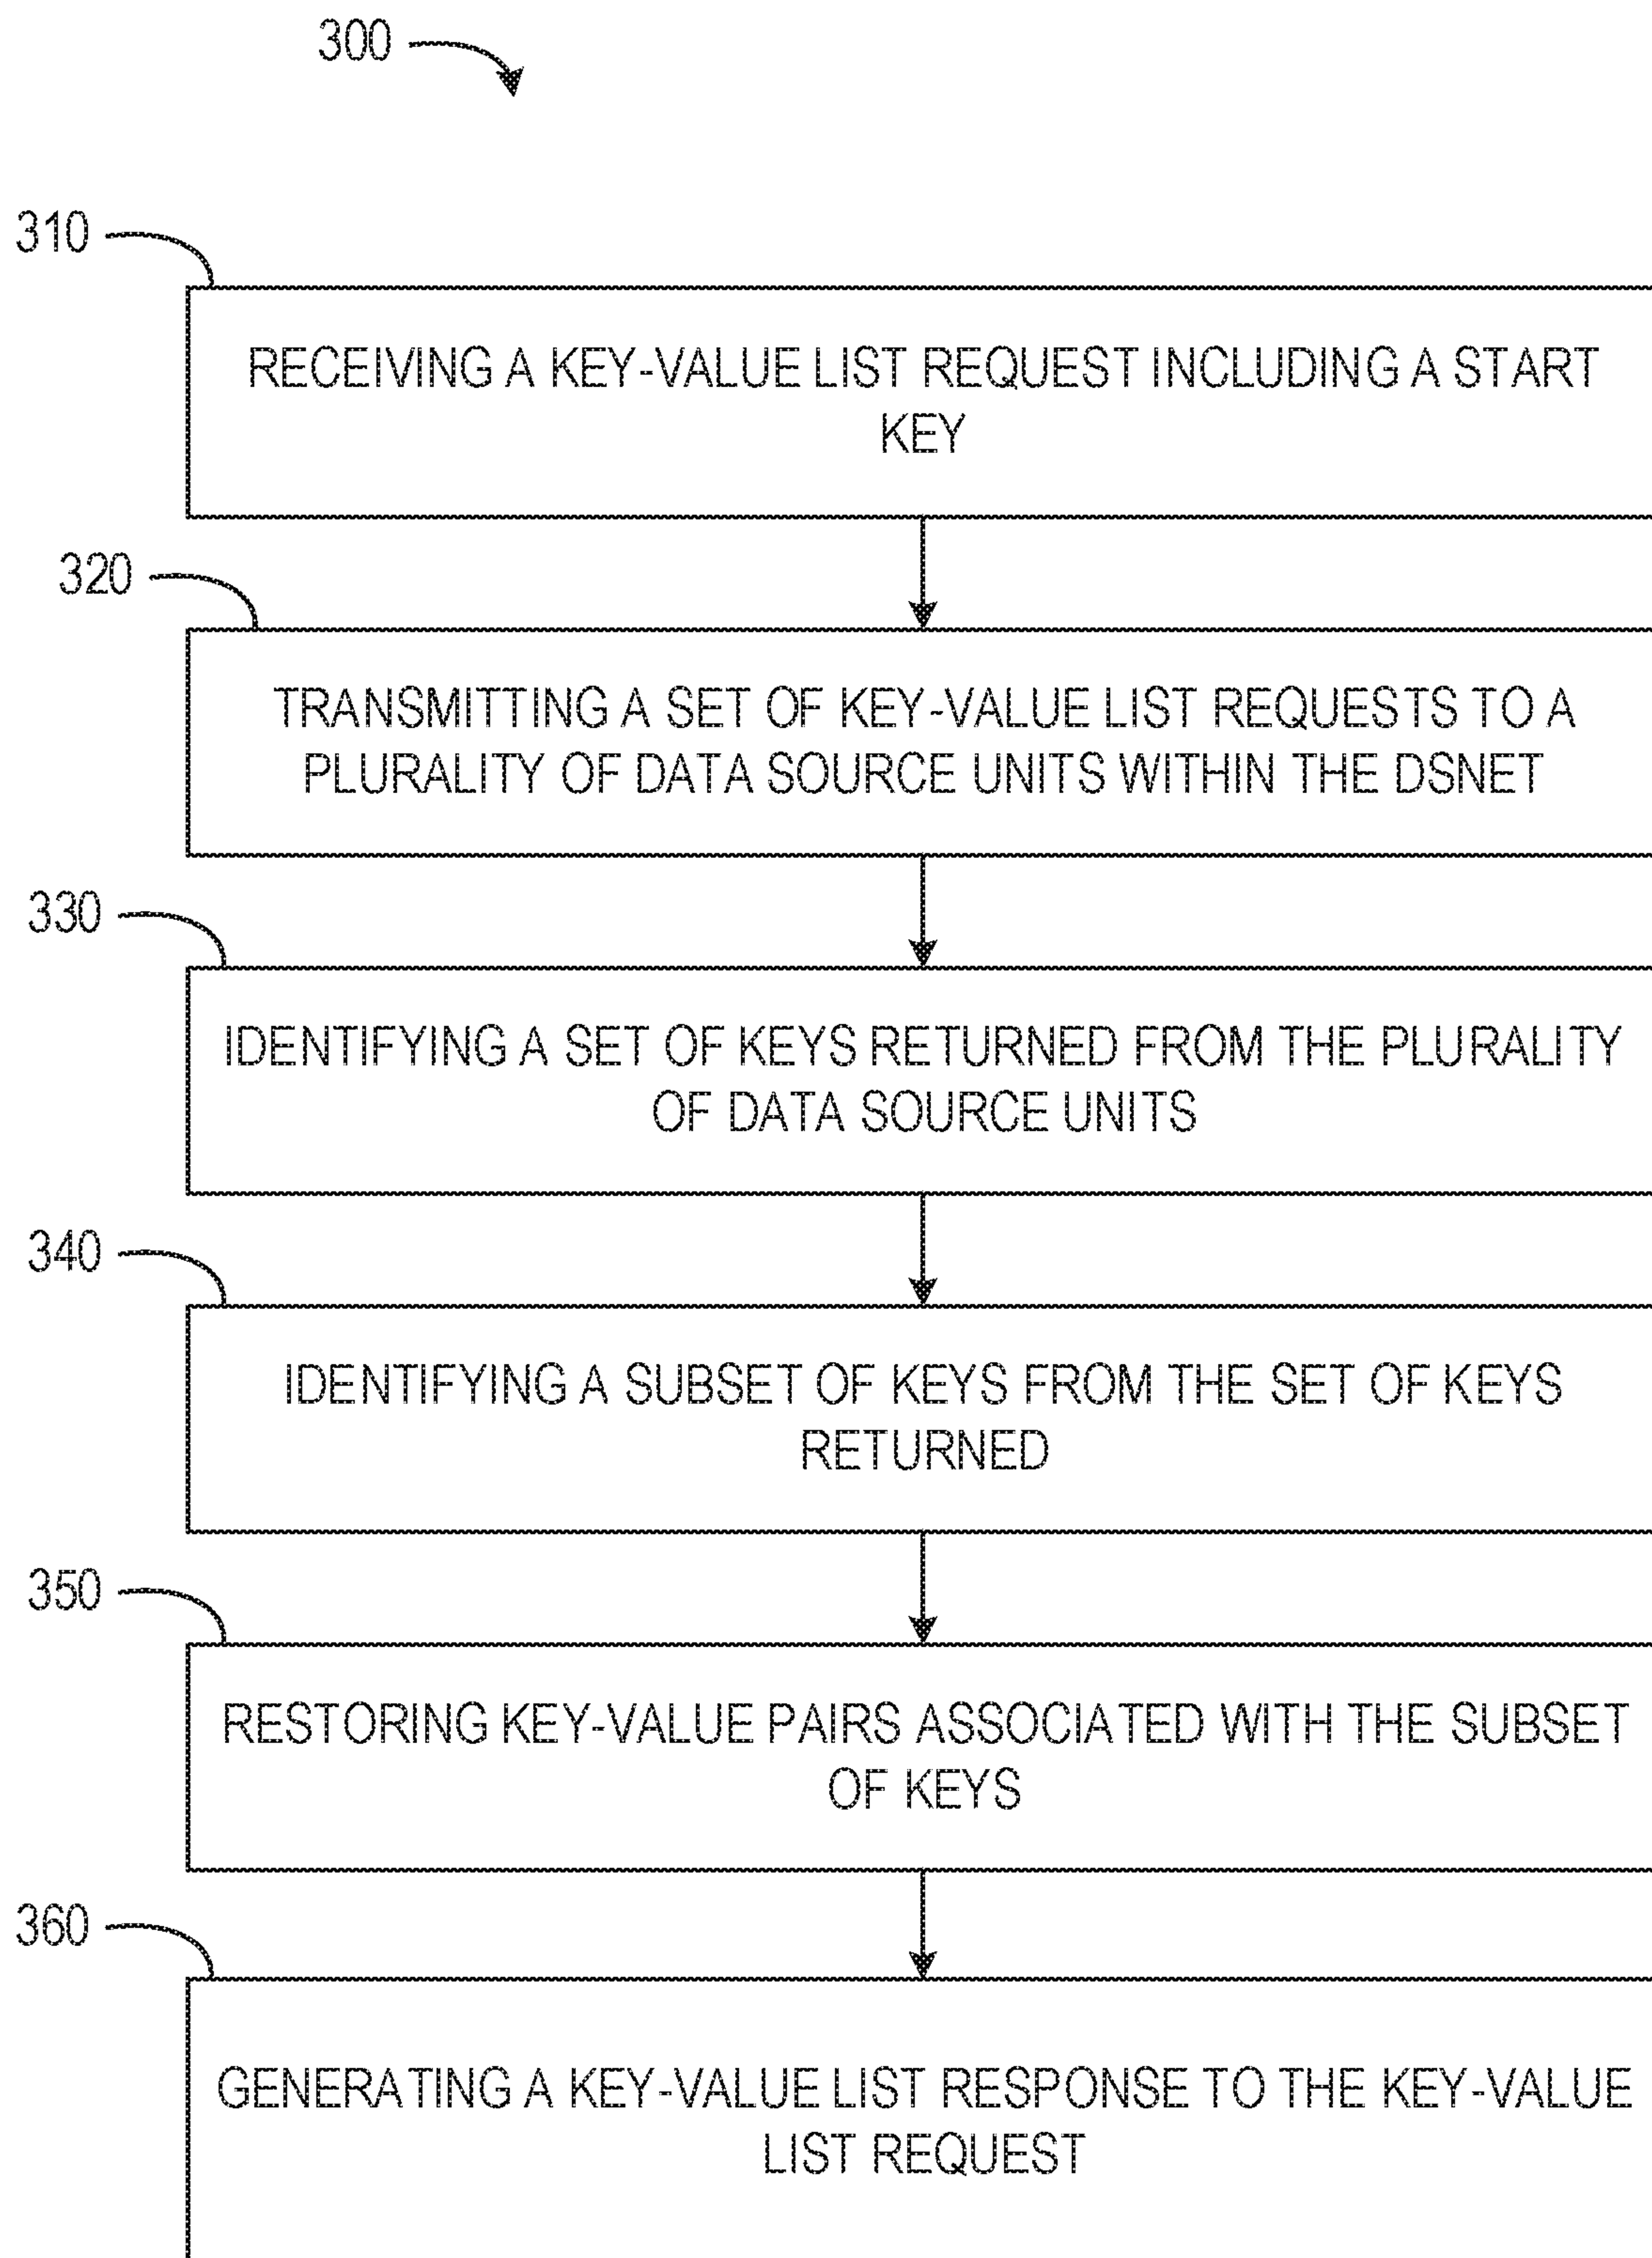 300
310
RECEIVING A KEY-VALUE LIST REQUEST INCLUDING A START
KEY
320
TRANSMITTING A SET OF KEY-VALUE LIST REQUESTS TO A
PLURALITY OF DATA SOURCE UNITS WITHIN THE DSNET
330
IDENTIFYING A SET OF KEYS RETURNED FROM THE PLURALITY
OF DATA SOURCE UNITS
340
IDENTIFYING A SUBSET OF KEYS FROM THE SET OF KEYS
RETURNED
350
RESTORING KEY-VALUE PAIRS ASSOCIATED WITH THE SUBSET
OF KEYS
360
GENERATING A KEY-VALUE LIST RESPONSE TO THE KEY-VALUE
LIST REQUEST